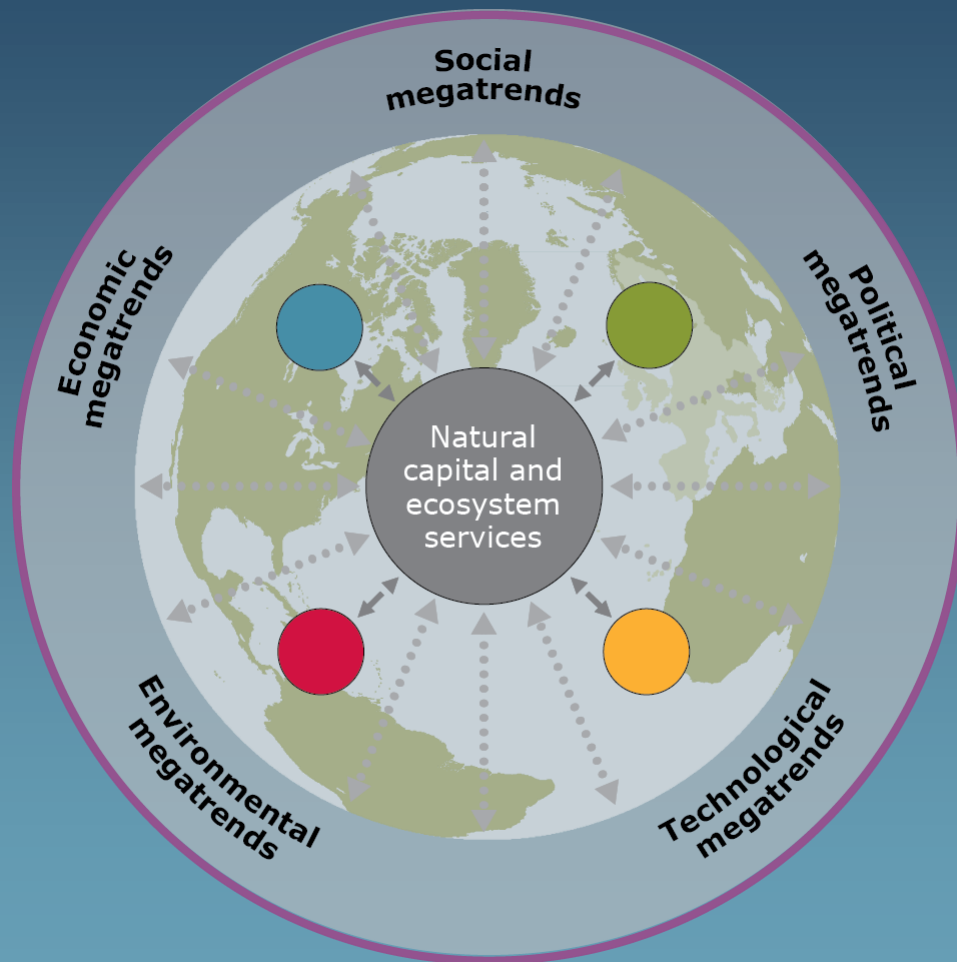 Social
megatrends
Economic
megatrends
Political
megatrends
Natural
capital and
ecosystem
services
Environmental
megatrends
Technological
megatrends